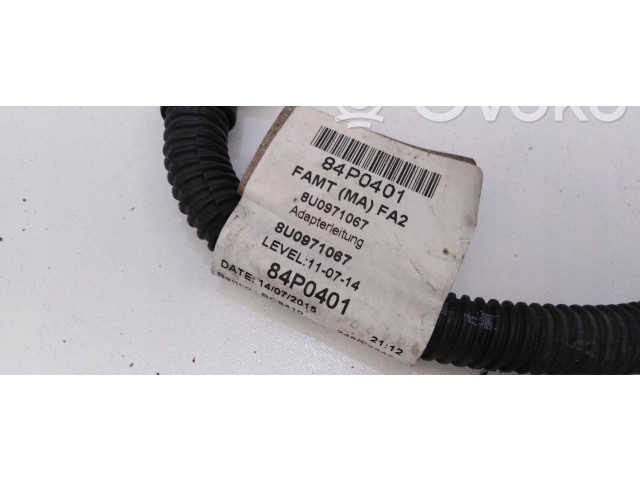 84P0401
FAMT (MA) FA2
8U0971067
Adapterleitung
8U0971067
LEVEL:11-07-14
84P0401
DATE: 14/07/2015
21:12